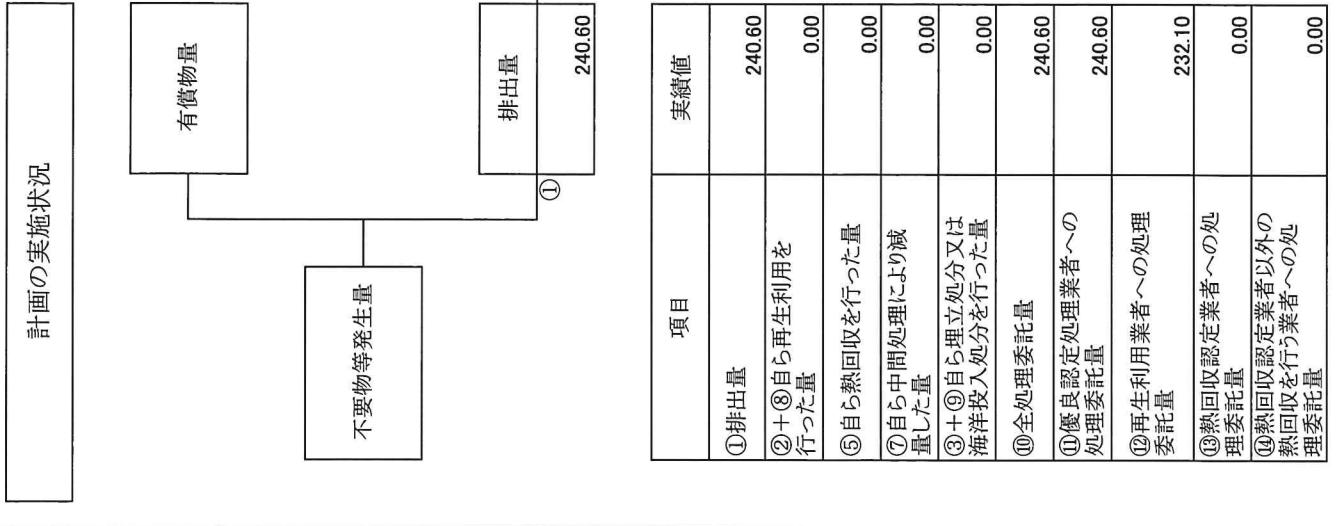 計画の実施状況
有償物量
不要物等発生量
排出量
①
240.60
項目
実績値
①排出量
240.60
②+⑧自ら再生利用を
行った量
0.00
⑤自ら熱回収を行った量
0.00
⑦自ら中間処理により減
量した量
0.00
③+⑨自ら埋立処分又は
海洋投入処分を行った量
0.00
⑩全処理委託量
240.60
⑪優良認定処理業者への
処理委託量
240.60
⑫再生利用業者への処理
委託量
232.10
⑬熱回収認定業者への処
理委託量
0.00
⑭熱回収認定業者以外の
熱回収を行う業者への処
理委託量
0.00